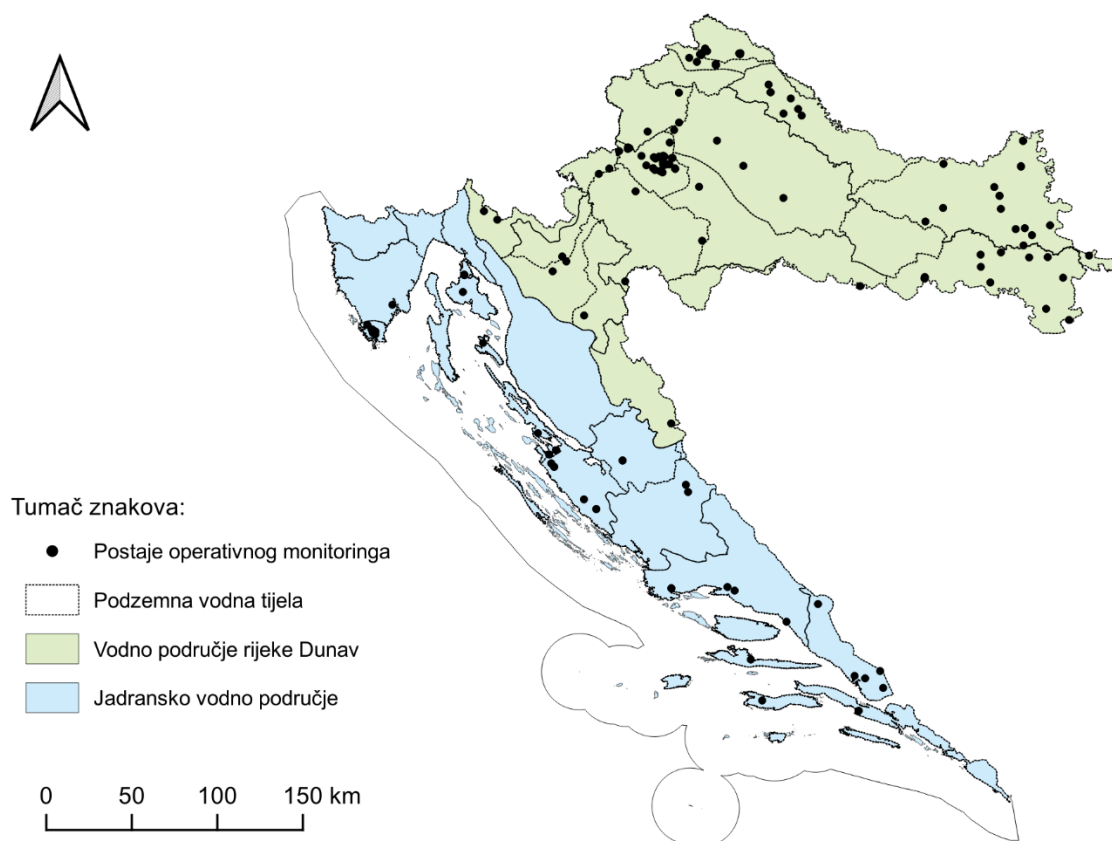 Tumač znakova:
Postaje operativnog monitoringa
Podzemna vodna tijela
Vodno područje rijeke Dunav
Jadransko vodno područje
0 50 100 150 km